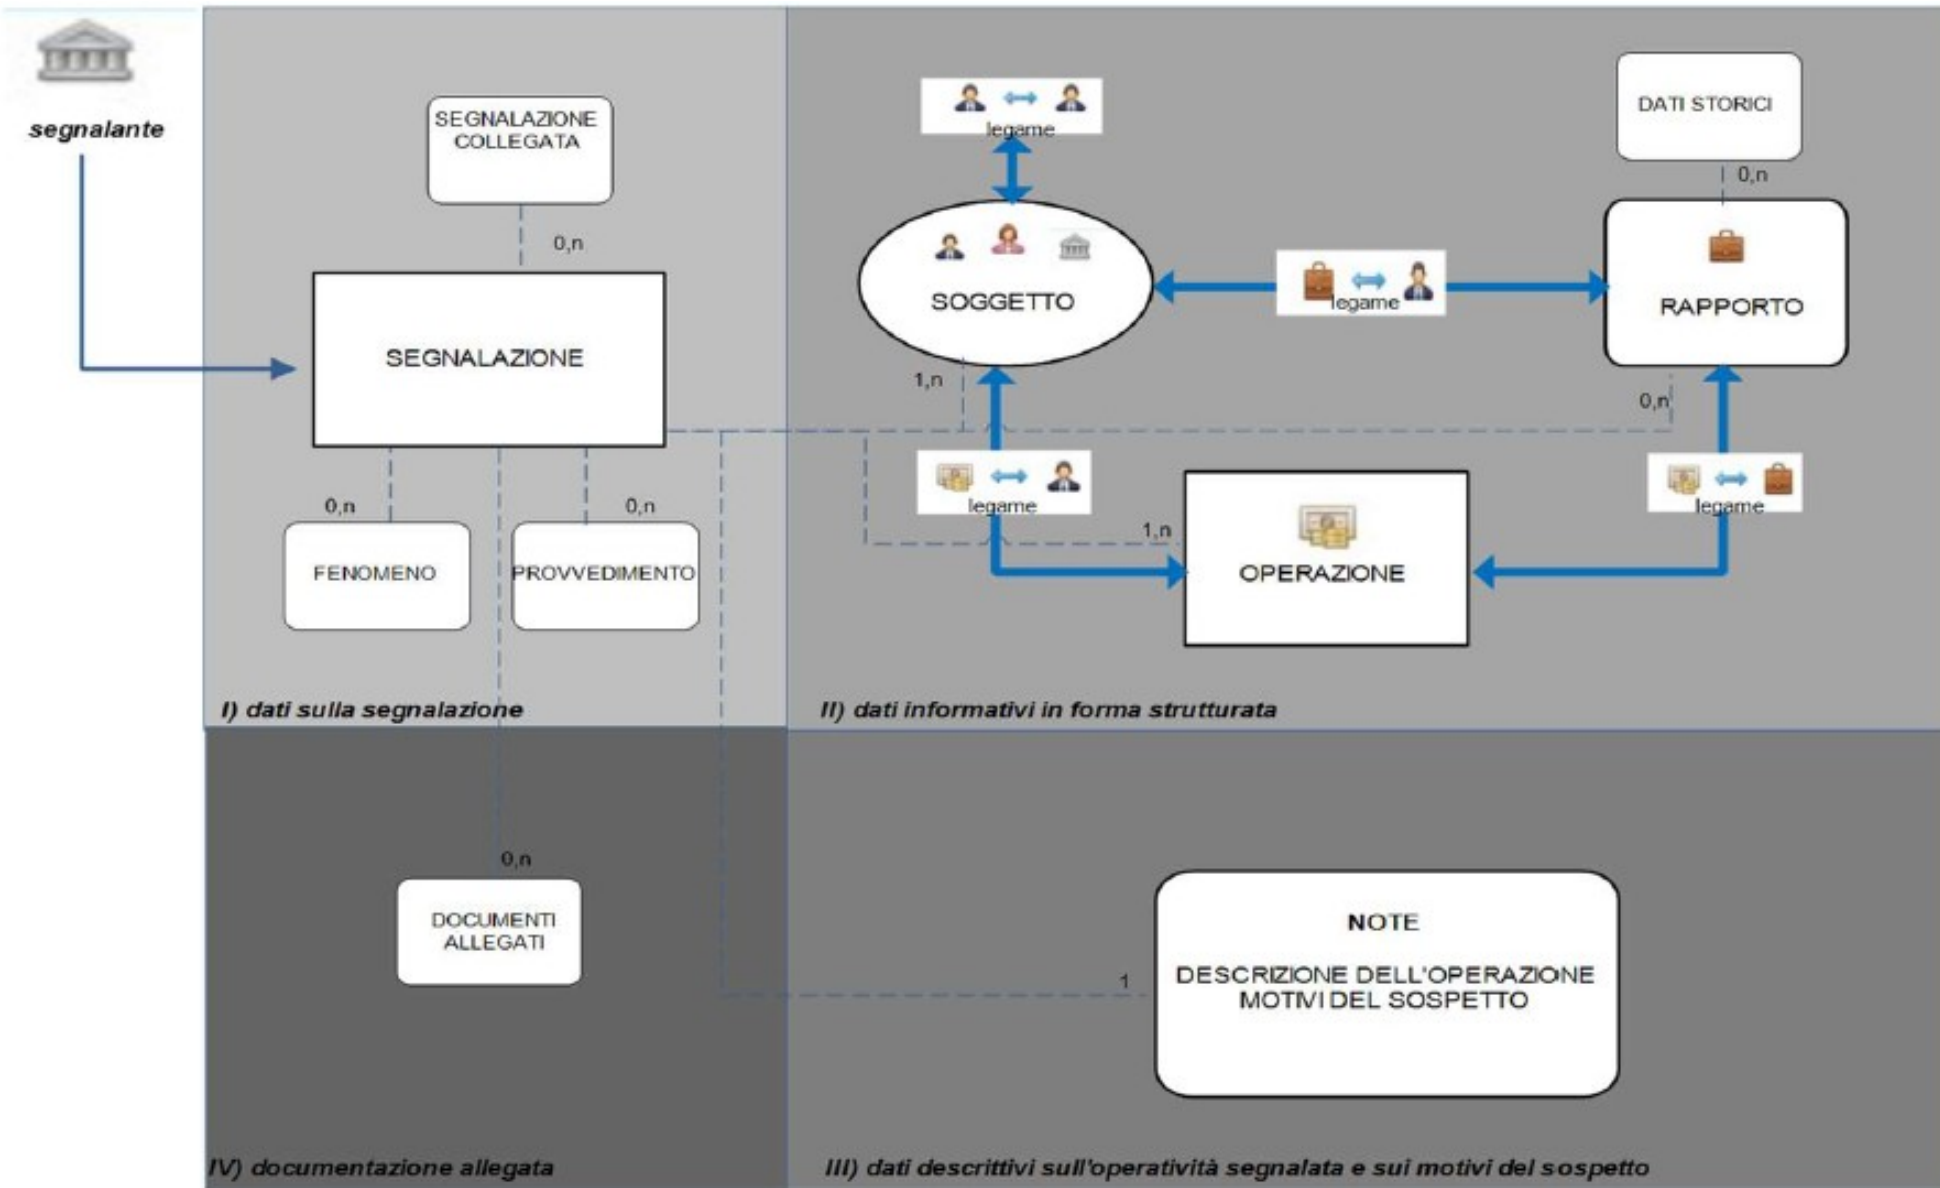 segnalante
SEGNALAZIONE
COLLEGATA
0,n
SEGNALAZIONE
0,n
0,n
FENOMENO
PROVVEDIMENTO
I) dati sulla segnalazione
legame
DATI STORICI
0,n
SOGGETTO
legame
RAPPORTO
1,n
0,n
legame
legame
1,n
OPERAZIONE
II) dati informativi in forma strutturata
0,n
DOCUMENTI
ALLEGATI
IV) documentazione allegata
1
NOTE
DESCRIZIONE DELL'OPERAZIONE
MOTIVI DEL SOSPETTO
III) dati descrittivi sull'operatività segnalata e sui motivi del sospetto